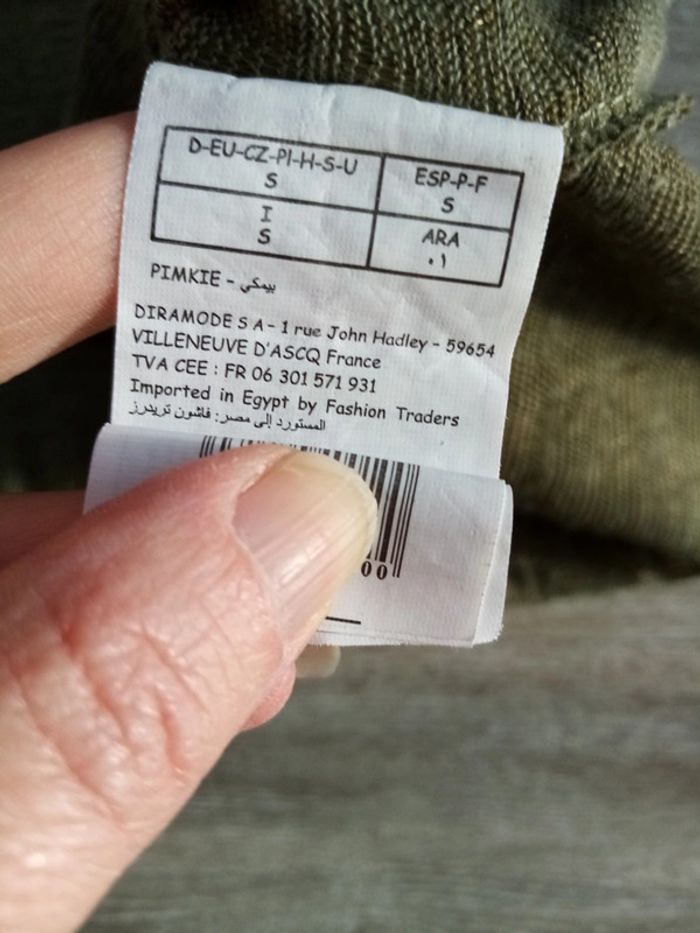 D-EU-CZ-PI-H-S-U
S
ESP-P-F
S
I
S
ARA
٠١
PIMKIE - بيمكي
DIRAMODE S A - 1 rue John Hadley - 59654
VILLENEUVE D'ASCQ France
TVA CEE : FR 06 301 571 931
Imported in Egypt by Fashion Traders
المستورد إلى مصر: فاشون تريدرز
00